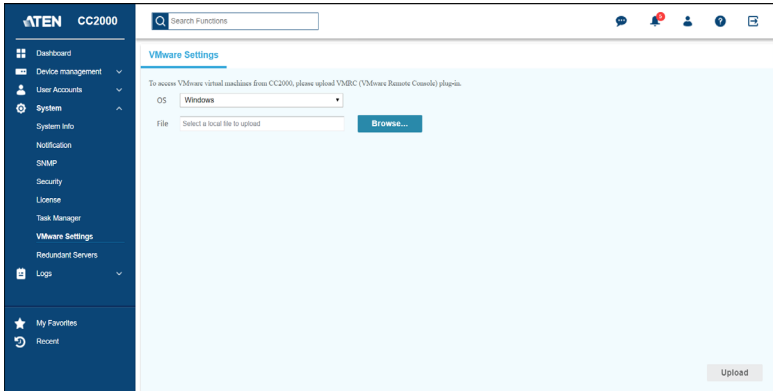 ATEN CC2000
Search Functions
9
Dashboard
Device management
User Accounts
System
System Info
Notification
SNMP
Security
License
Task Manager
VMware Settings
Redundant Servers
Logs
My Favorites
Recent
VMware Settings
To access VMware virtual machines from CC2000, please upload VMRC (VMware Remote Console) plug-in.
OS Windows
File Select a local file to upload Browse...
Upload